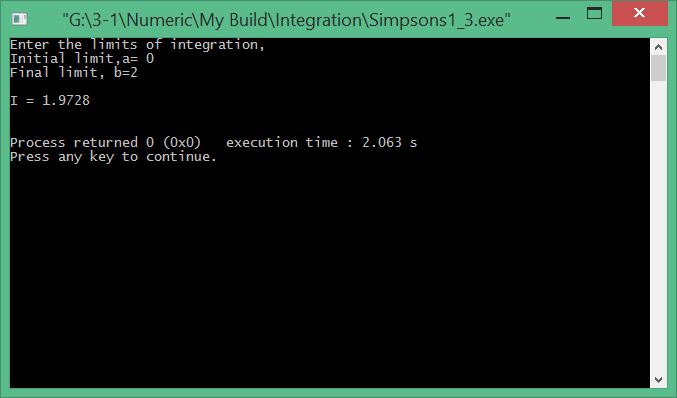 "G:\3-1\Numeric\My Build\Integration\Simpsons1_3.exe"
Enter the limits of integration,
Initial limit,a= 0
Final limit, b=2
I = 1.9728
Process returned 0 (0x0)   execution time : 2.063 s
Press any key to continue.